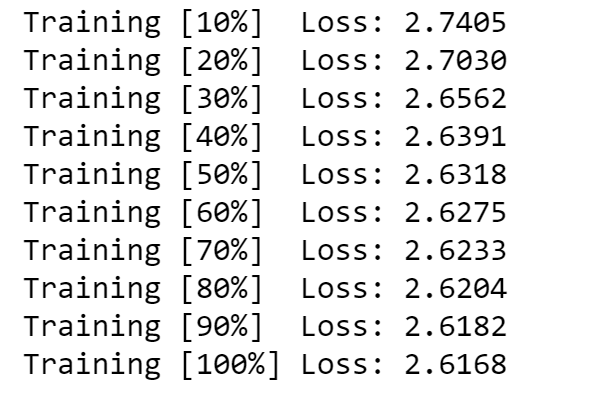 Training [10%]  Loss: 2.7405
Training [20%]  Loss: 2.7030
Training [30%]  Loss: 2.6562
Training [40%]  Loss: 2.6391
Training [50%]  Loss: 2.6318
Training [60%]  Loss: 2.6275
Training [70%]  Loss: 2.6233
Training [80%]  Loss: 2.6204
Training [90%]  Loss: 2.6182
Training [100%] Loss: 2.6168